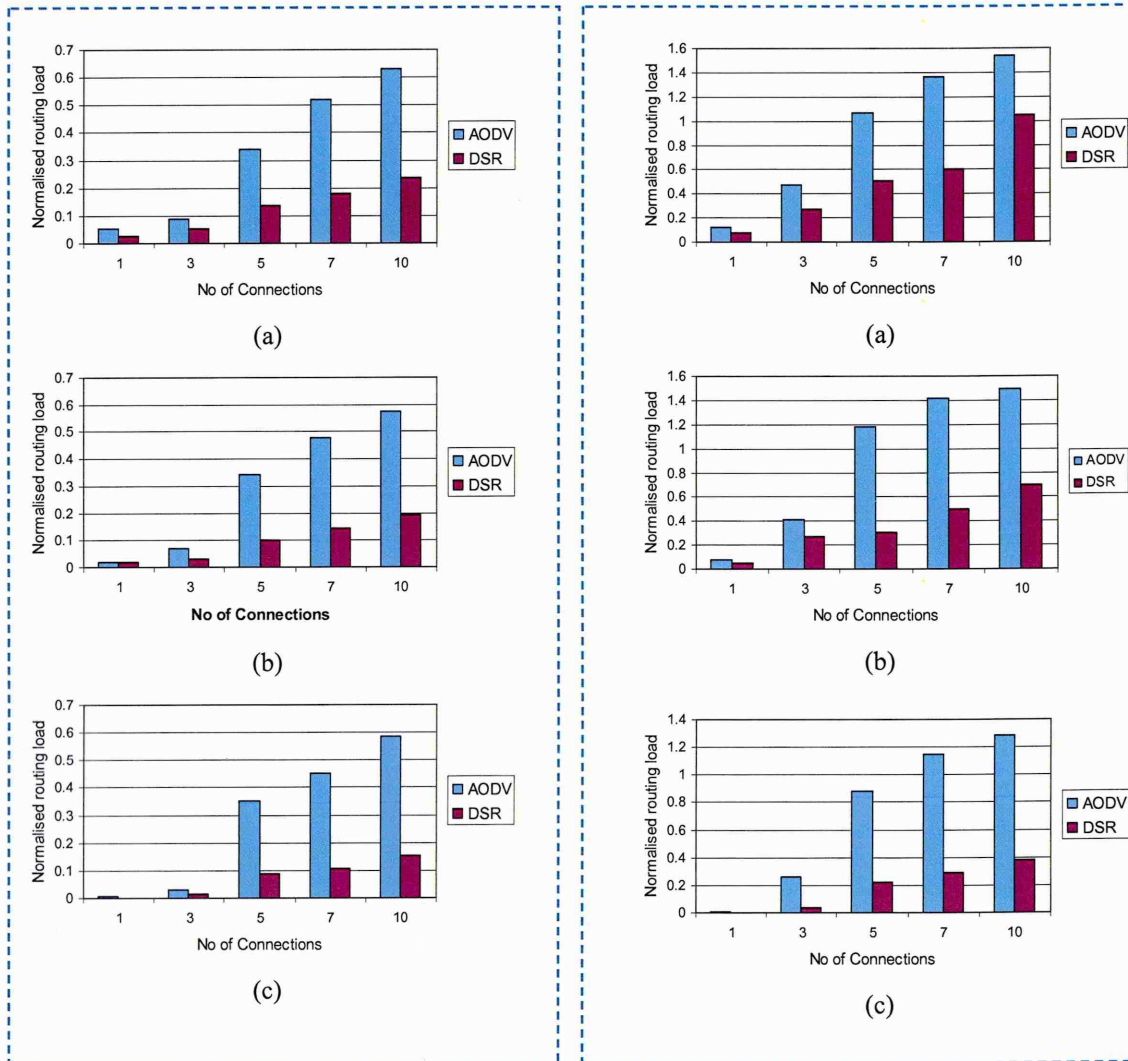 Normalised routing load
0.7
0.6
0.5
0.4
0.3
0.2
0.1
0
1 3 5 7 10
No of Connections
AODV
DSR
(a)
Normalised routing load
0.7
0.6
0.5
0.4
0.3
0.2
0.1
0
1 3 5 7 10
No of Connections
AODV
DSR
(b)
Normalised routing load
0.7
0.6
0.5
0.4
0.3
0.2
0.1
0
1 3 5 7 10
No of Connections
AODV
DSR
(c)
Normalised routing load
1.6
1.4
1.2
1
0.8
0.6
0.4
0.2
0
1 3 5 7 10
No of Connections
AODV
DSR
(a)
Normalised routing load
1.6
1.4
1.2
1
0.8
0.6
0.4
0.2
0
1 3 5 7 10
No of Connections
AODV
DSR
(b)
Normalised routing load
1.4
1.2
1
0.8
0.6
0.4
0.2
0
1 3 5 7 10
No of Connections
AODV
DSR
(c)